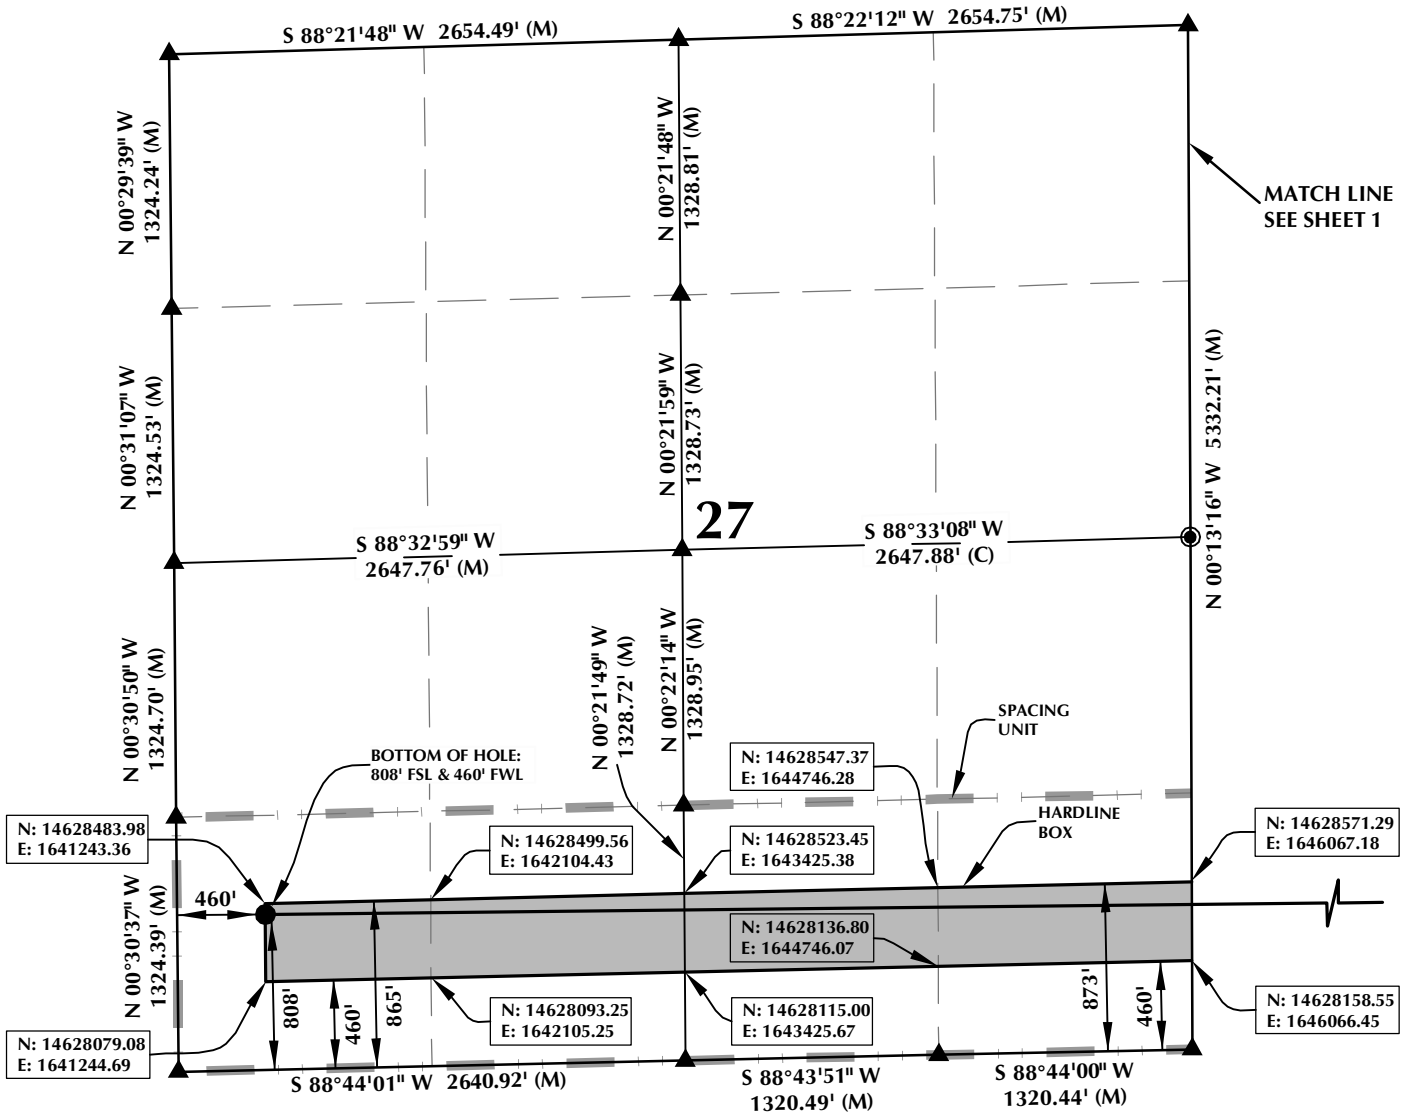 S 88°21'48" W 2654.49' (M)
S 88°22'12" W 2654.75' (M)
N 00°29'39" W
1324.24' (M)
N 00°21'48" W
1328.81' (M)
MATCH LINE
SEE SHEET 1
N 00°31'07" W
1324.53' (M)
N 00°21'59" W
1328.73' (M)
N 00°13'16" W 5332.21' (M)
27
S 88°32'59" W
2647.76' (M)
S 88°33'08" W
2647.88' (C)
N 00°30'50" W
1324.70' (M)
N 00°21'49" W
1328.72' (M)
N 00°22'14" W
1328.95' (M)
SPACING
UNIT
BOTTOM OF HOLE:
808' FSL & 460' FWL
N: 14628547.37
E: 1644746.28
HARDLINE
BOX
N: 14628483.98
E: 1641243.36
N: 14628499.56
E: 1642104.43
N: 14628523.45
E: 1643425.38
N: 14628571.29
E: 1646067.18
460'
N 00°30'37" W
1324.39' (M)
N: 14628136.80
E: 1644746.07
808'
460'
865'
873'
460'
N: 14628079.08
E: 1641244.69
N: 14628093.25
E: 1642105.25
N: 14628115.00
E: 1643425.67
N: 14628158.55
E: 1646066.45
S 88°44'01" W 2640.92' (M)
S 88°43'51" W
1320.49' (M)
S 88°44'00" W
1320.44' (M)